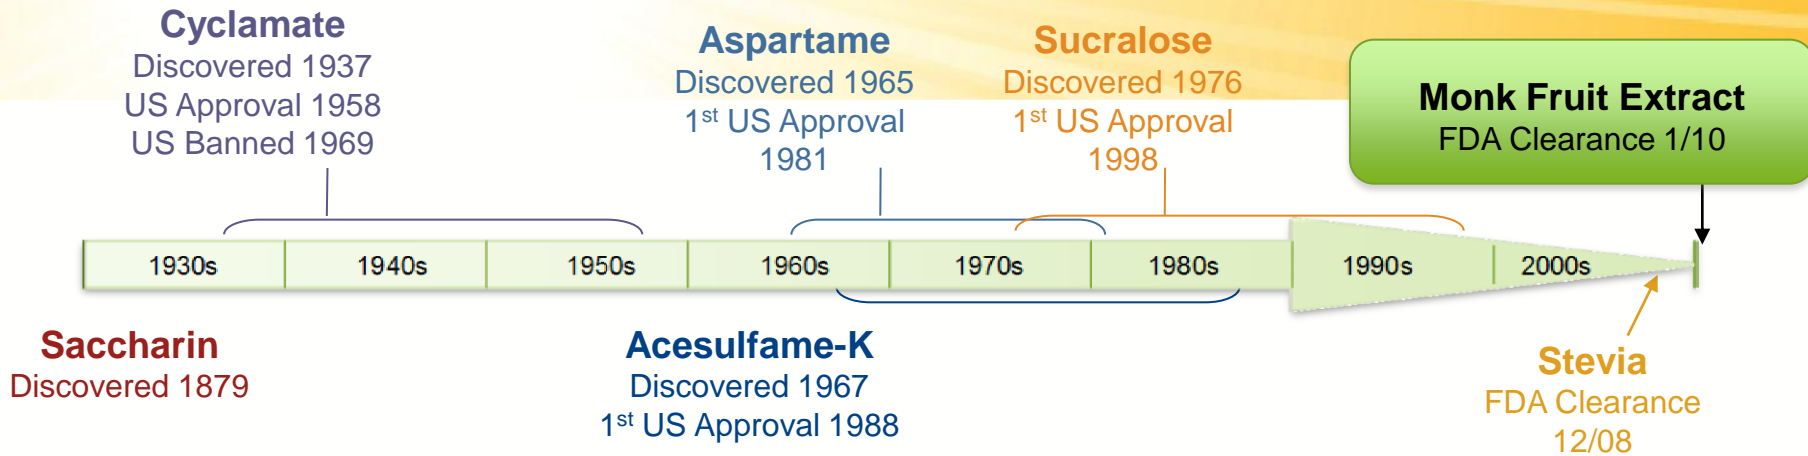 Cyclamate
Discovered 1937
US Approval 1958
US Banned 1969
Aspartame
Discovered 1965
1st US Approval
1981
Sucralose
Discovered 1976
1st US Approval
1998
Monk Fruit Extract
FDA Clearance 1/10
1930s
1940s
1950s
1960s
1970s
1980s
1990s
2000s
Saccharin
Discovered 1879
Acesulfame-K
Discovered 1967
1st US Approval 1988
Stevia
FDA Clearance
12/08